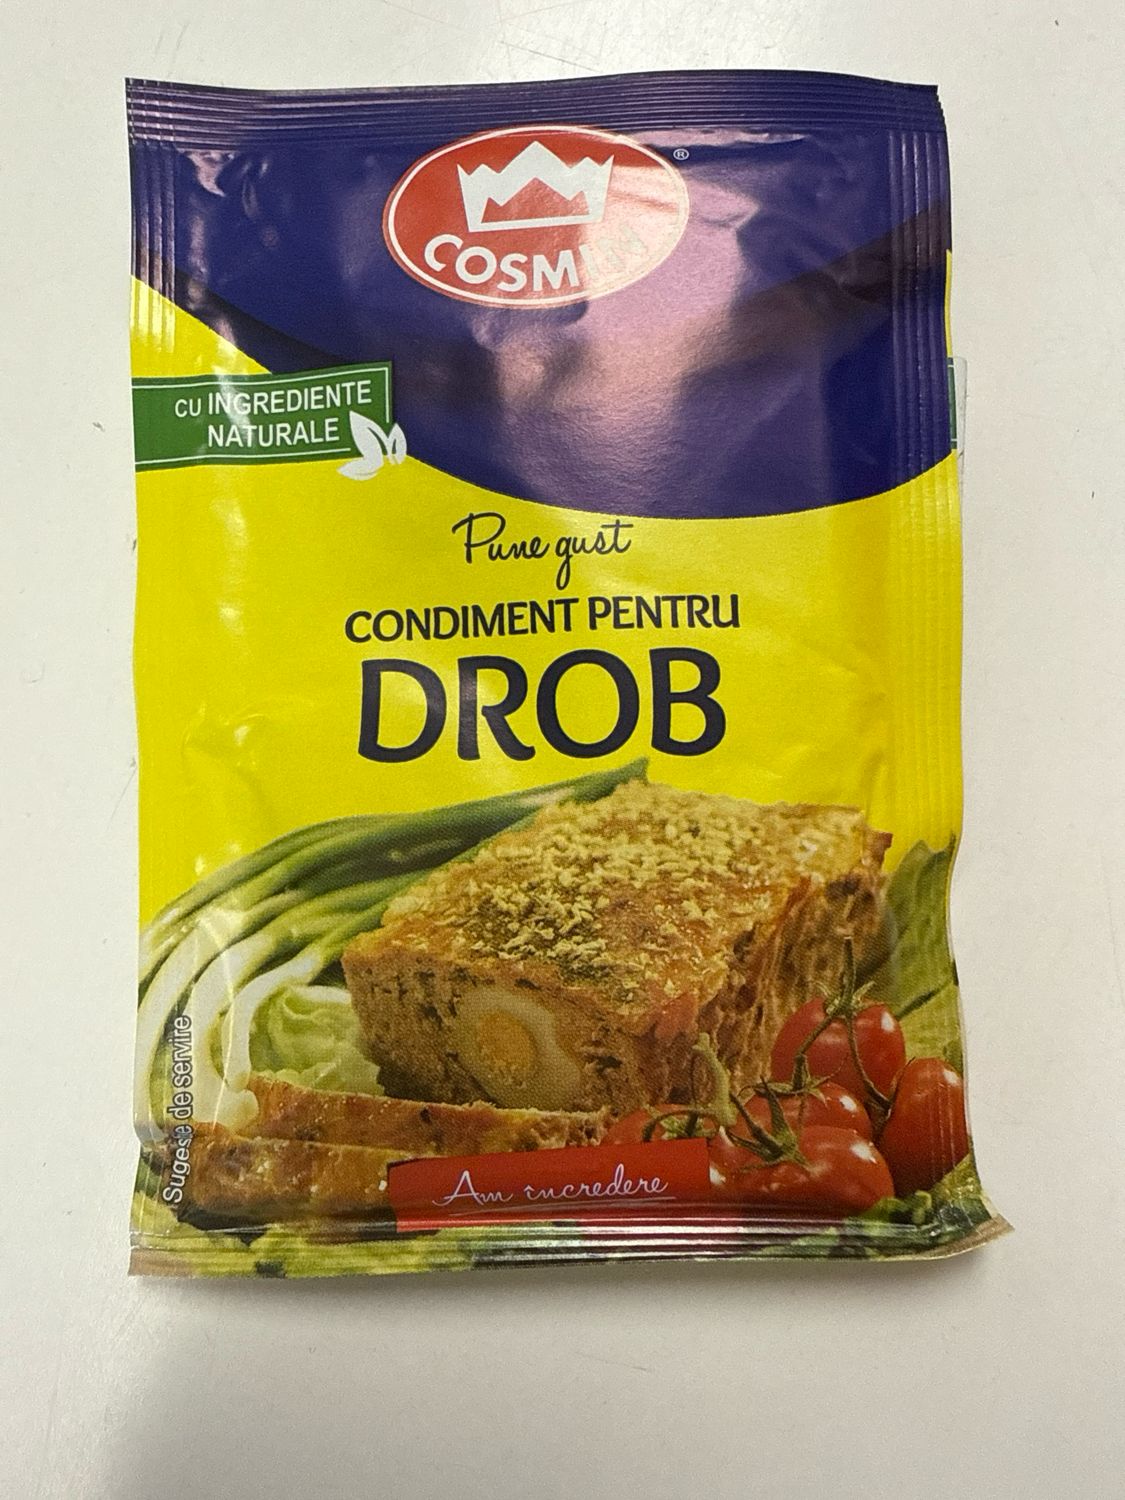 COSMIN
®
CU INGREDIENTE
NATURALE
Pune gust
CONDIMENT PENTRU
DROB
Sugestie de servire
Am încredere